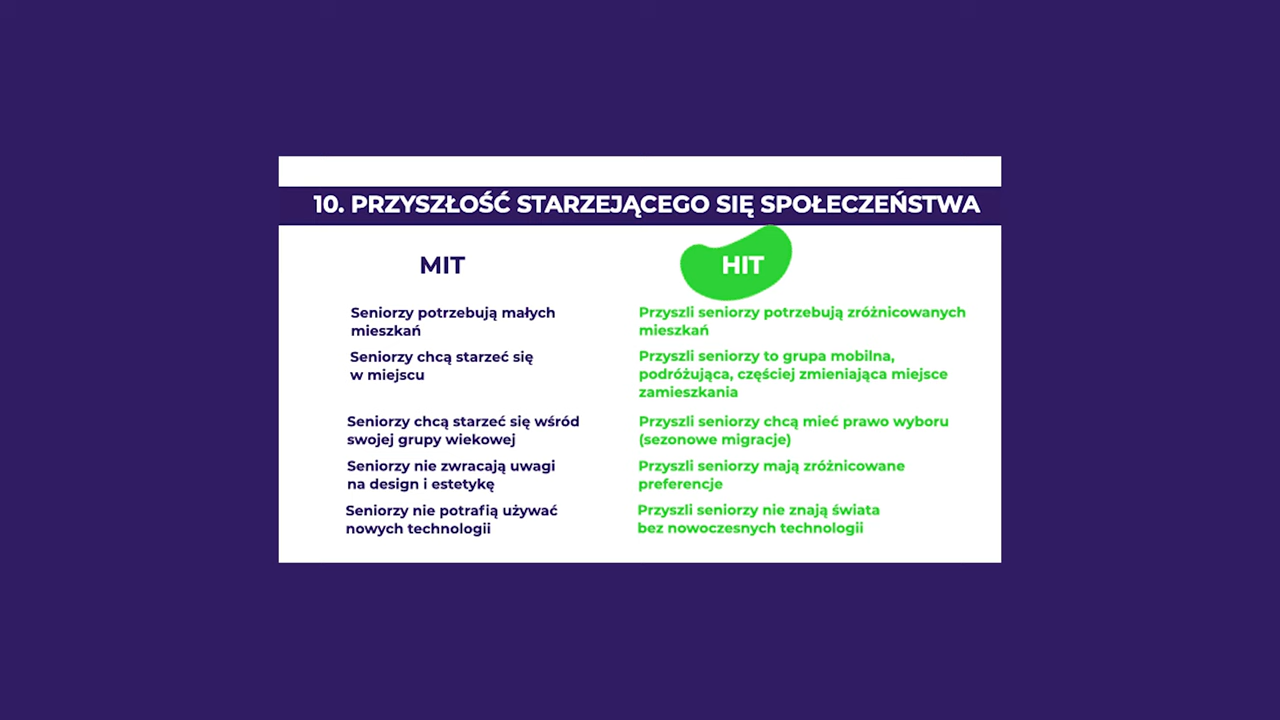 10. PRZYSZŁOŚĆ STARZEJĄCEGO SIĘ SPOŁECZEŃSTWA
MIT
HIT
Seniorzy potrzebują małych
mieszkań
Przyszli seniorzy potrzebują zróżnicowanych
mieszkań
Seniorzy chcą starzeć się
w miejscu
Przyszli seniorzy to grupa mobilna,
podróżująca, częściej zmieniająca miejsce
zamieszkania
Seniorzy chcą starzeć się wśród
swojej grupy wiekowej
Przyszli seniorzy chcą mieć prawo wyboru
(sezonowe migracje)
Seniorzy nie zwracają uwagi
na design i estetykę
Przyszli seniorzy mają zróżnicowane
preferencje
Seniorzy nie potrafią używać
nowych technologii
Przyszli seniorzy nie znają świata
bez nowoczesnych technologii